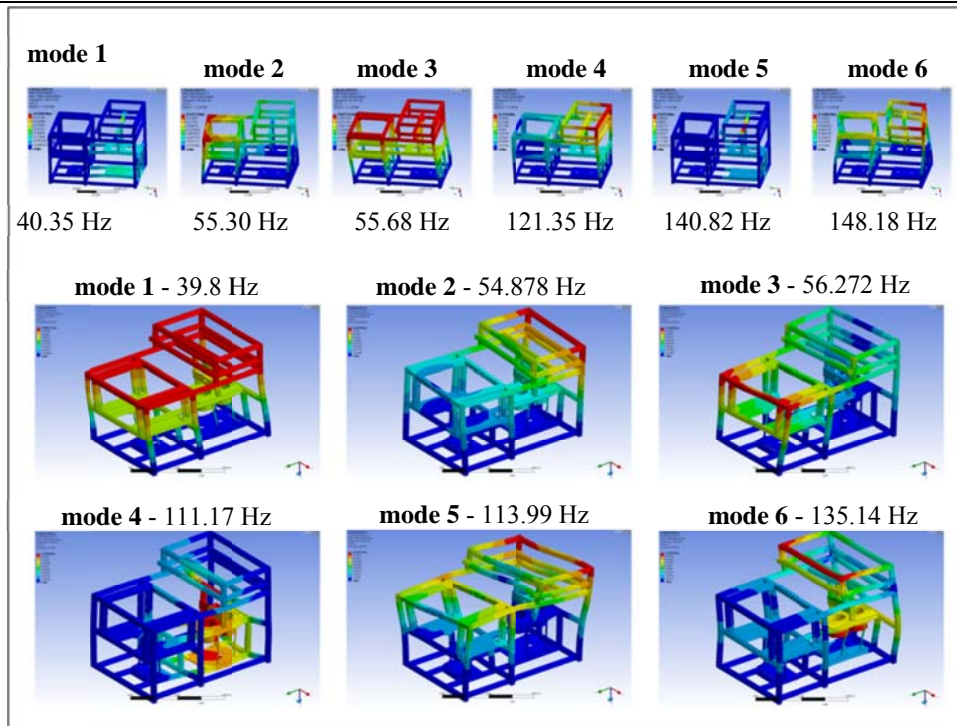 mode 1
mode 2 mode 3 mode 4 mode 5 mode 6
40.35 Hz 55.30 Hz 55.68 Hz 121.35 Hz 140.82 Hz 148.18 Hz
mode 1 - 39.8 Hz mode 2 - 54.878 Hz mode 3 - 56.272 Hz
mode 4 - 111.17 Hz mode 5 - 113.99 Hz mode 6 - 135.14 Hz